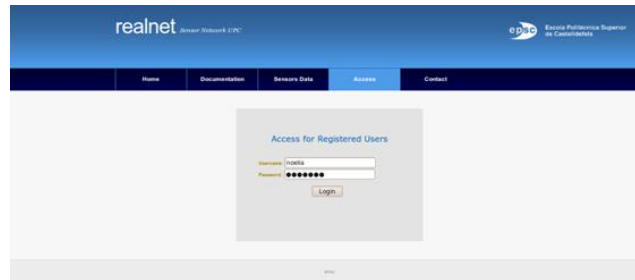 realnet Sensor Network UPC
epsc Escola Politècnica Superior
de Castelldefels
Home Documentation Sensors Data Access Contact
Access for Registered Users
Username: noelia
Password: ●●●●●●●
Login